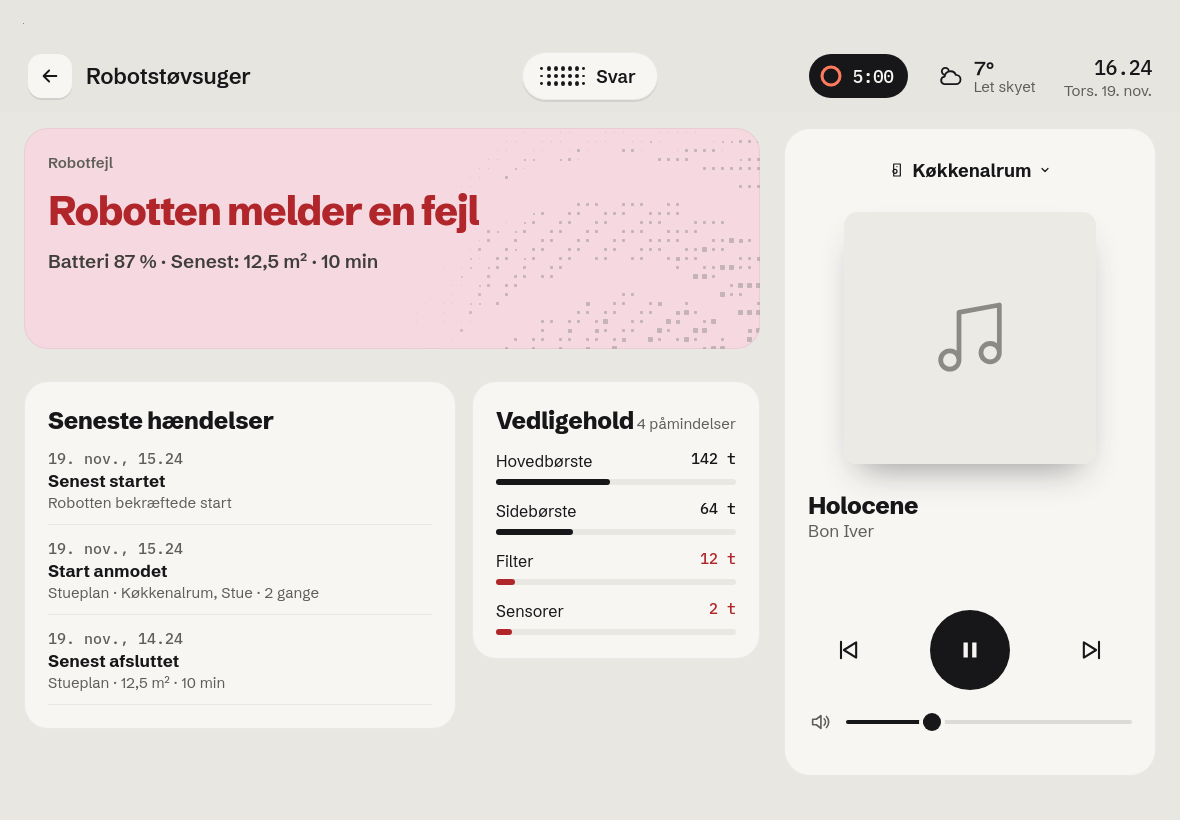 Robotstøvsuger
Svar
5:00
7°
Let skyet
16.24
Tors. 19. nov.
Robotfejl
Robotten melder en fejl
Batteri 87 % · Senest: 12,5 m² · 10 min
Seneste hændelser
19. nov., 15.24
Senest startet
Robotten bekræftede start
19. nov., 15.24
Start anmodet
Stueplan · Køkkenalrum, Stue · 2 gange
19. nov., 14.24
Senest afsluttet
Stueplan · 12,5 m² · 10 min
Vedligehold 4 påmindelser
Hovedbørste 142 t
Sidebørste 64 t
Filter 12 t
Sensorer 2 t
Køkkenalrum
Holocene
Bon Iver